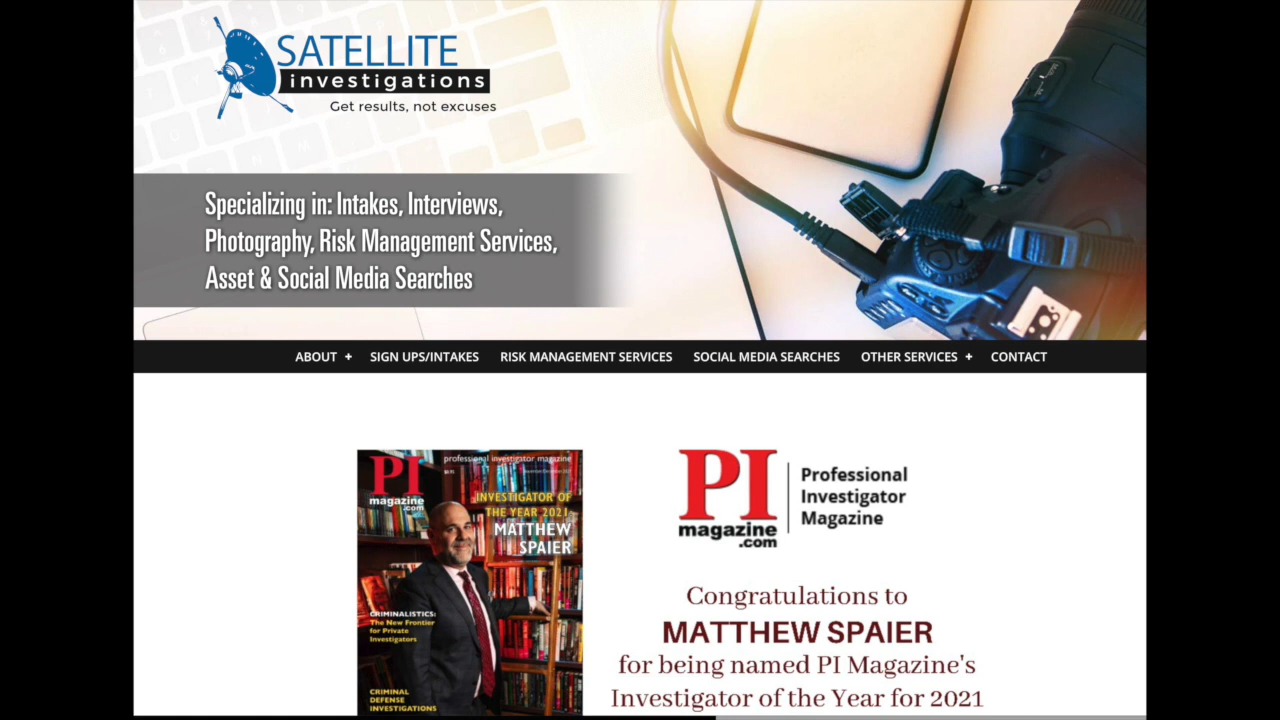 SATELLITE
investigations
Get results, not excuses
Specializing in: Intakes, Interviews,
Photography, Risk Management Services,
Asset & Social Media Searches
ABOUT + SIGN UPS/INTAKES RISK MANAGEMENT SERVICES SOCIAL MEDIA SEARCHES OTHER SERVICES + CONTACT
professional investigator magazine
PI
magazine
.com
INVESTIGATOR OF
THE YEAR 2021-
MATTHEW
SPAIER
CRIMINALISTICS:
The New Frontier
for Private
Investigators
CRIMINAL
DEFENSE
INVESTIGATIONS
PI
magazine
.com
Professional
Investigator
Magazine
Congratulations to
MATTHEW SPAIER
for being named PI Magazine's
Investigator of the Year for 2021